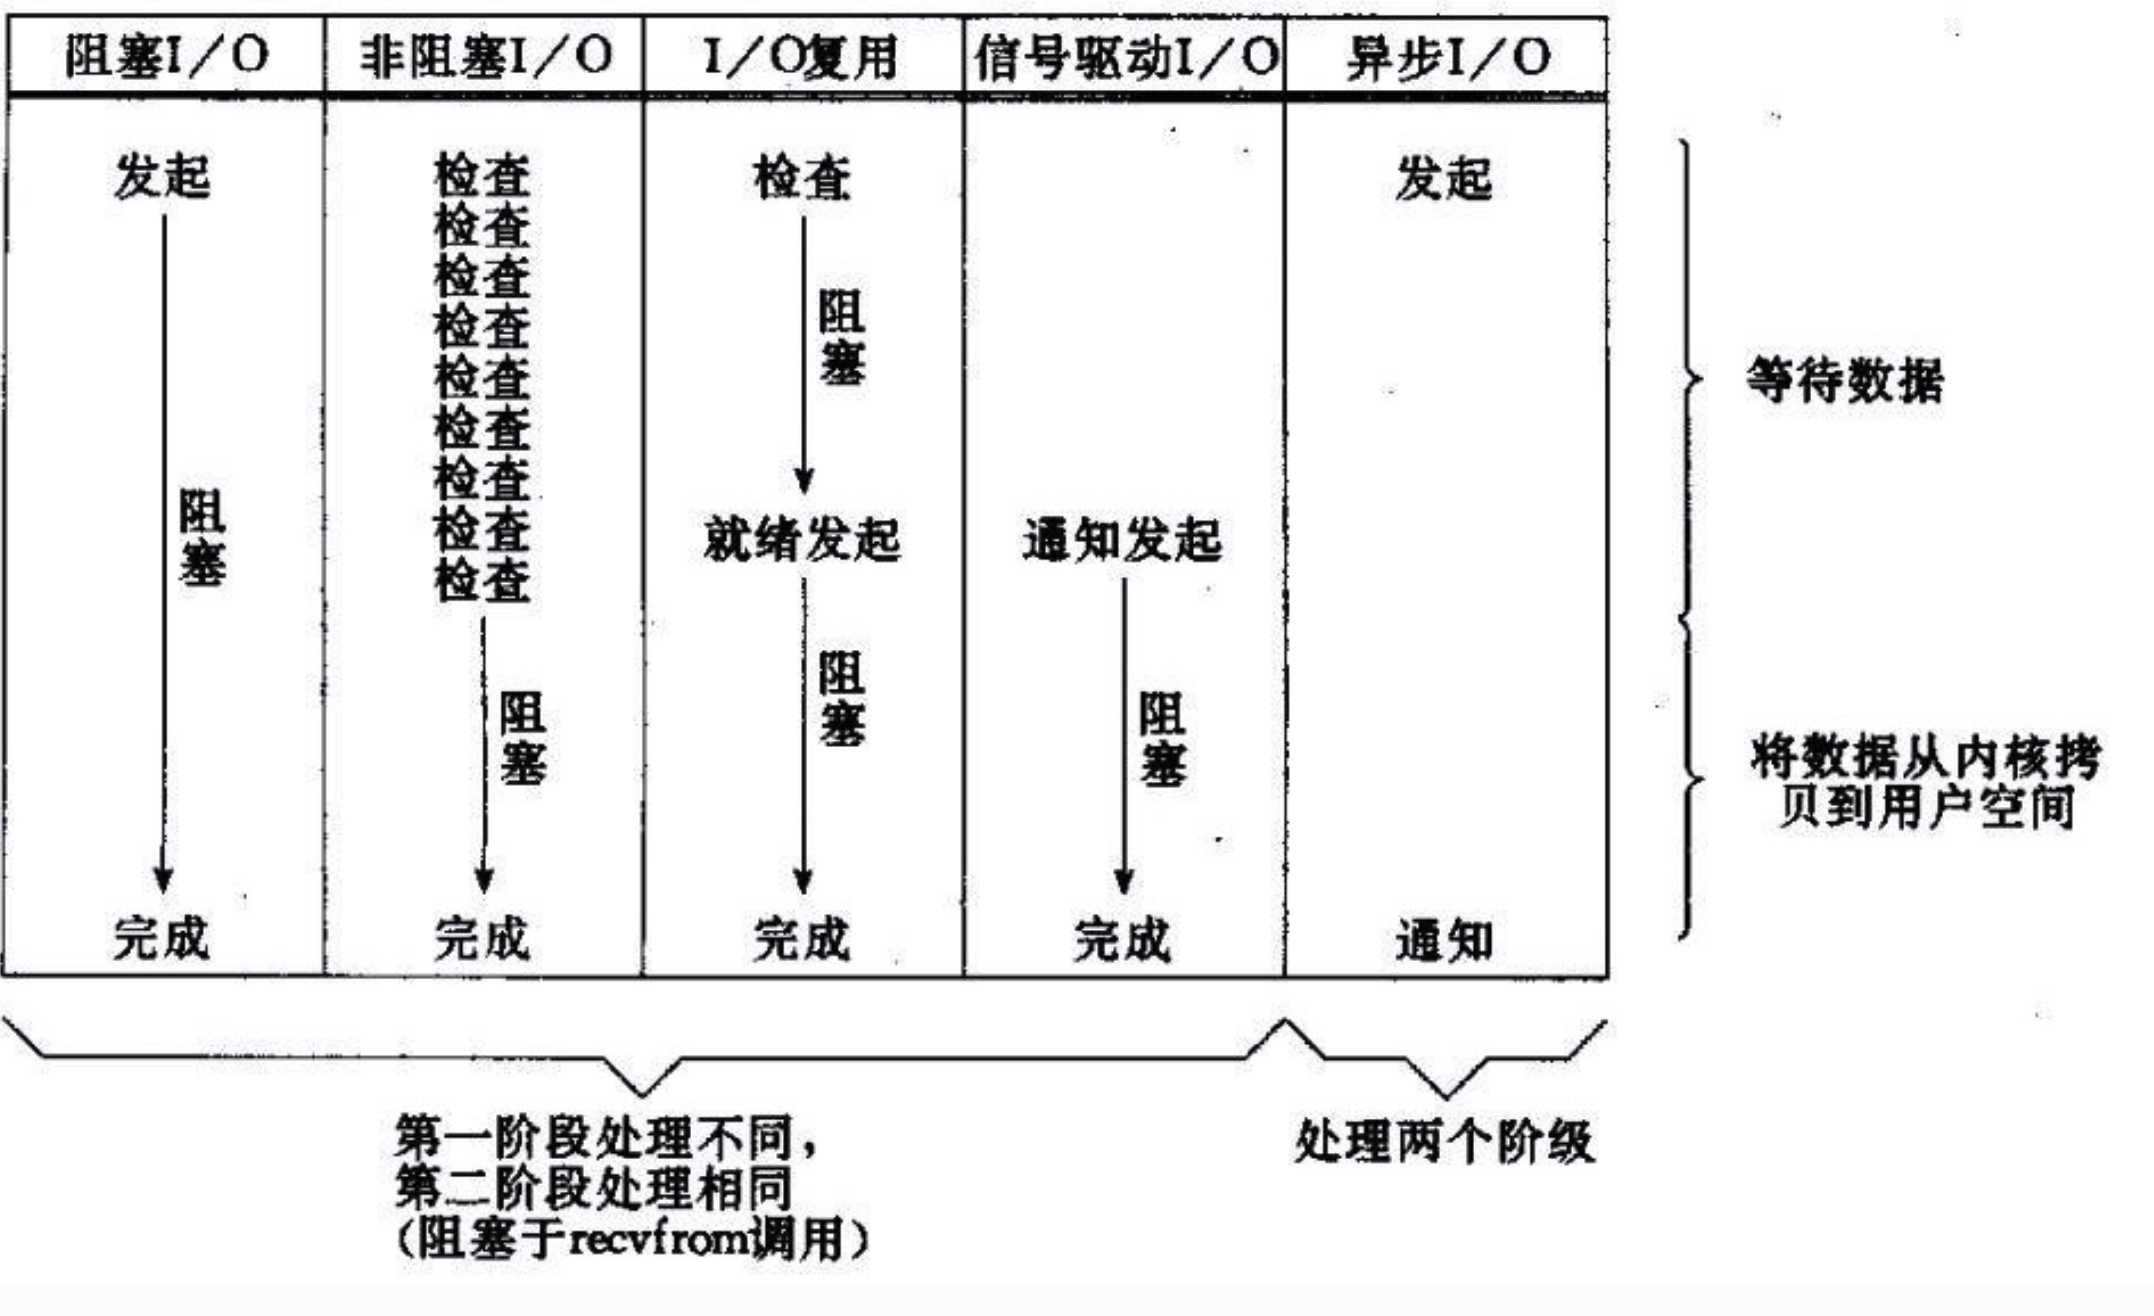 阻塞I/O
非阻塞I/O
I/O复用
信号驱动I/O
异步I/O
发起
阻
塞
完成
检查
检查
检查
检查
检查
检查
检查
检查
检查
阻
塞
完成
检查
阻
塞
就绪发起
阻
塞
完成
通知发起
阻
塞
完成
发起
通知
等待数据
将数据从内核拷
贝到用户空间
第一阶段处理不同，
第二阶段处理相同
(阻塞于recvfrom调用)
处理两个阶级